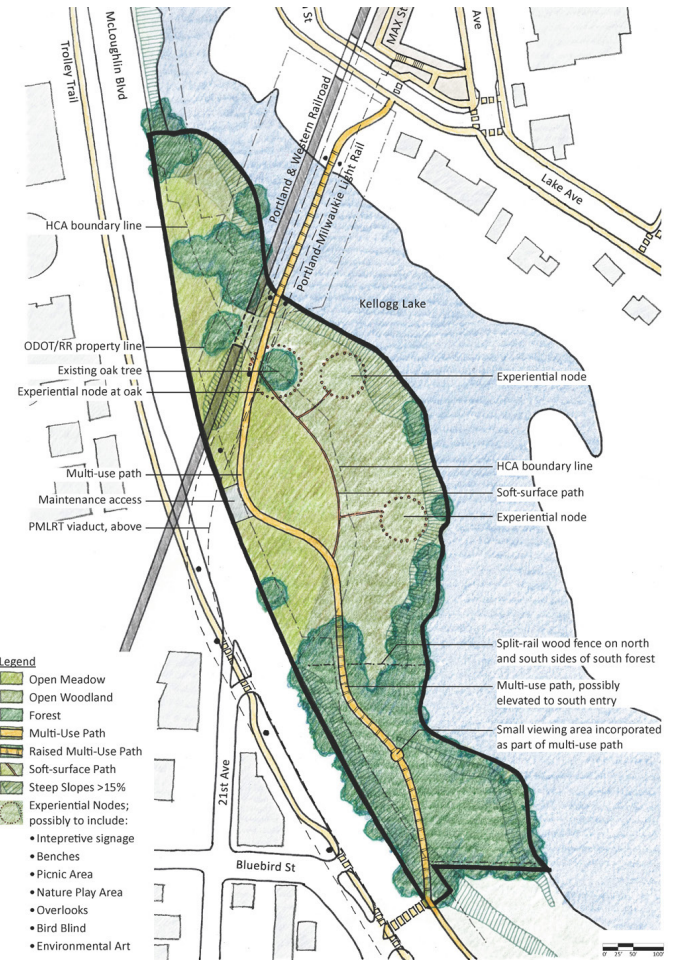 St
MAX St
Ave
Trolley Trail
McLoughlin Blvd
Portland & Western Railroad
Portland-Milwaukie Light Rail
Lake Ave
HCA boundary line
Kellogg Lake
ODOT/RR property line
Existing oak tree
Experiential node at oak
Experiential node
Multi-use path
Maintenance access
PMLRT viaduct, above
HCA boundary line
Soft-surface path
Experiential node
Split-rail wood fence on north
and south sides of south forest
Multi-use path, possibly
elevated to south entry
Small viewing area incorporated
as part of multi-use path
Legend
Open Meadow
Open Woodland
Forest
Multi-Use Path
Raised Multi-Use Path
Soft-surface Path
Steep Slopes >15%
Experiential Nodes;
possibly to include:
• Intepretive signage
• Benches
• Picnic Area
• Nature Play Area
• Overlooks
• Bird Blind
• Environmental Art
21st Ave
Bluebird St
0' 25' 50' 100'